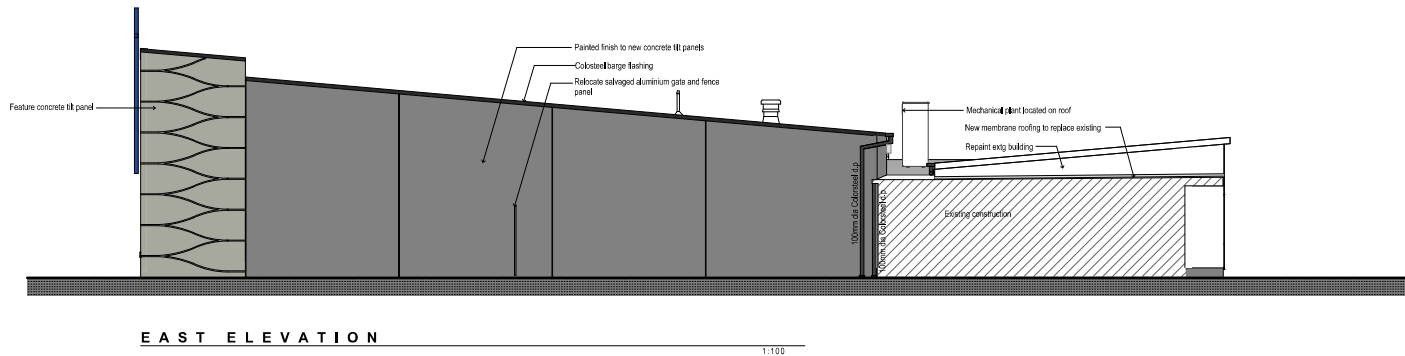 Painted finish to new concrete tilt panels
Colosteel barge flashing
Relocate salvaged aluminium gate and fence
panel
Feature concrete tilt panel
Mechanical plant located on roof
New membrane roofing to replace existing
Repaint extg building
100mm dia Colorsteel d.p
100mm dia Colorsteel d.p
Existing construction
EAST ELEVATION
1:100